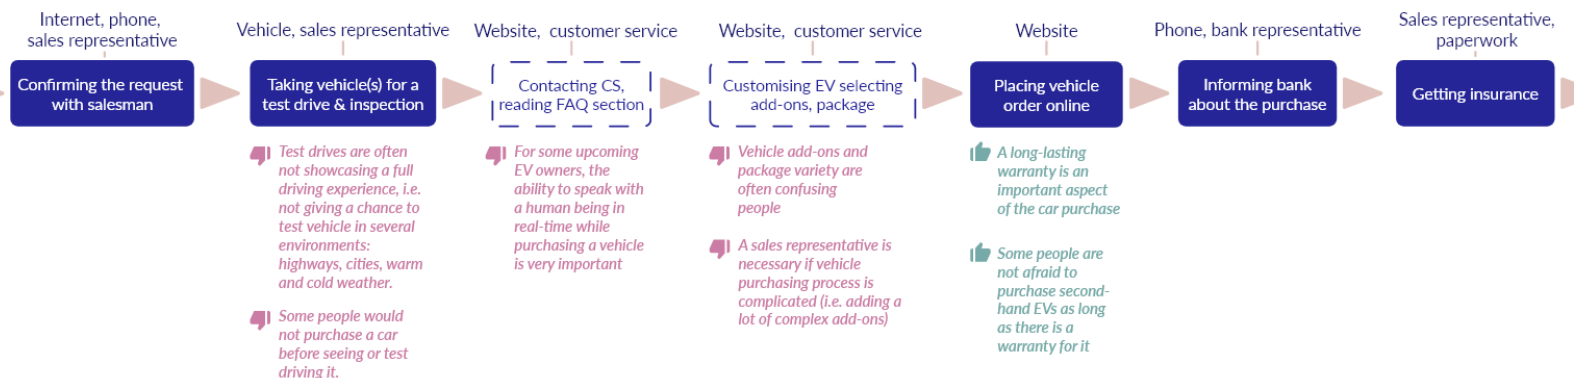 Internet, phone,
sales representative
Confirming the request
with salesman
Vehicle, sales representative
Taking vehicle(s) for a
test drive & inspection
Test drives are often
not showcasing a full
driving experience, i.e.
not giving a chance to
test vehicle in several
environments:
highways, cities, warm
and cold weather.
Some people would
not purchase a car
before seeing or test
driving it.
Website, customer service
Contacting CS,
reading FAQ section
For some upcoming
EV owners, the
ability to speak with
a human being in
real-time while
purchasing a vehicle
is very important
Website, customer service
Customising EV selecting
add-ons, package
Vehicle add-ons and
package variety are
often confusing
people
A sales representative is
necessary if vehicle
purchasing process is
complicated (i.e. adding a
lot of complex add-ons)
Website
Placing vehicle
order online
A long-lasting
warranty is an
important aspect
of the car purchase
Some people are
not afraid to
purchase second-
hand EVs as long
as there is a
warranty for it
Phone, bank representative
Informing bank
about the purchase
Sales representative,
paperwork
Getting insurance